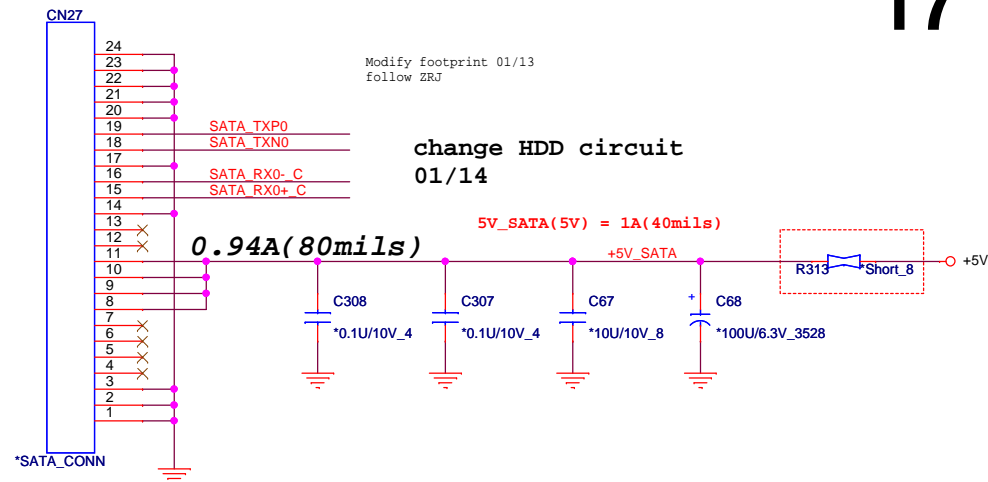 17
CN27
24
23
22
21
20
19
18
17
16
15
14
13
12
11
10
9
8
7
6
5
4
3
2
1
*SATA_CONN
SATA_TXP0
SATA_TXN0
SATA_RX0-_C
SATA_RX0+_C
Modify footprint 01/13
follow ZRJ
change HDD circuit
01/14
0.94A(80mils)
5V_SATA(5V) = 1A(40mils)
+5V_SATA
R313
*Short_8
+5V
C308
*0.1U/10V_4
C307
*0.1U/10V_4
C67
*10U/10V_8
+
C68
*100U/6.3V_3528